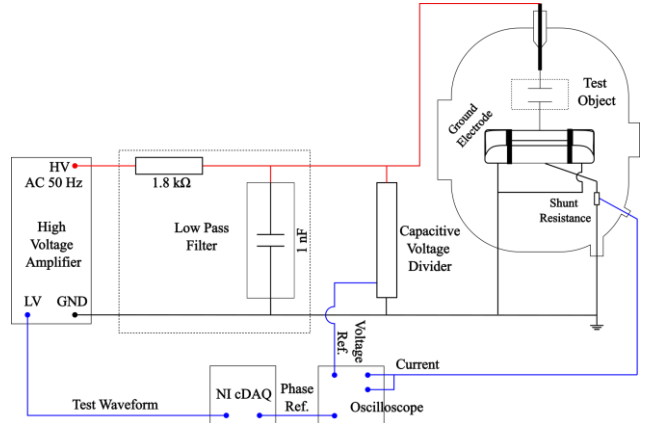 Test
Object
Ground
Electrode
HV
AC 50 Hz
1.8 kΩ
Shunt
Resistance
High
Voltage
Amplifier
Low Pass
Filter
1 nF
Capacitive
Voltage
Divider
LV
GND
Voltage
Ref.
Current
NI cDAQ
Phase
Ref.
Test Waveform
Oscilloscope